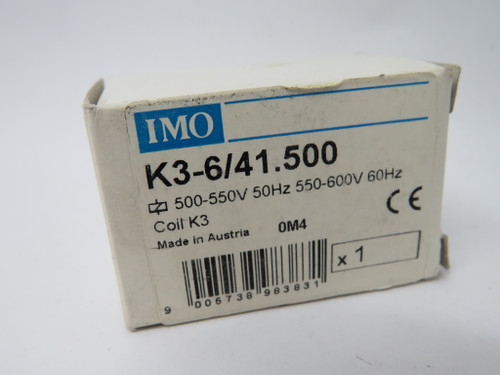 IMO
K3-6/41.500
500-550V 50Hz 550-600V 60Hz
Coil K3
CE
Made in Austria 0M4
x 1
9 006738 983831